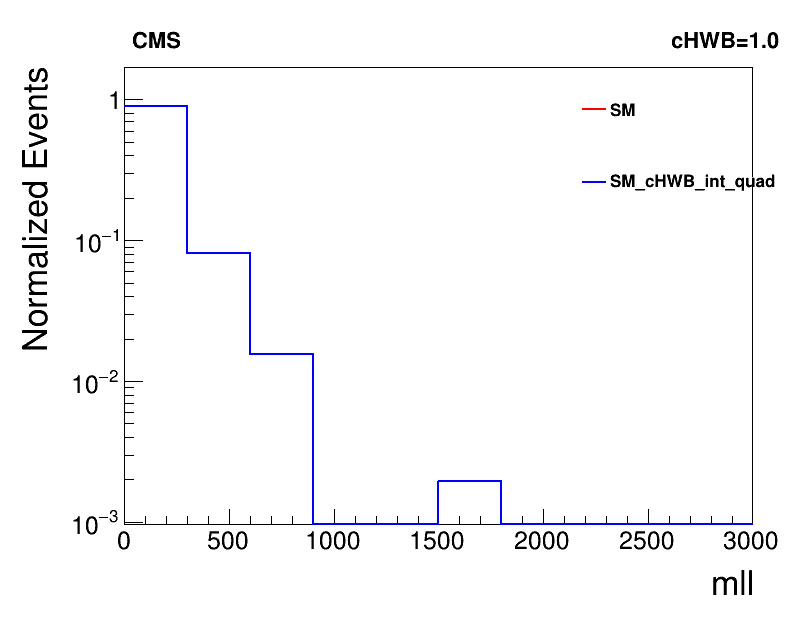 CMS cHWB=1.0
Normalized Events
1
10⁻¹
10⁻²
10⁻³
SM
SM_cHWB_int_quad
0 500 1000 1500 2000 2500 3000
mll